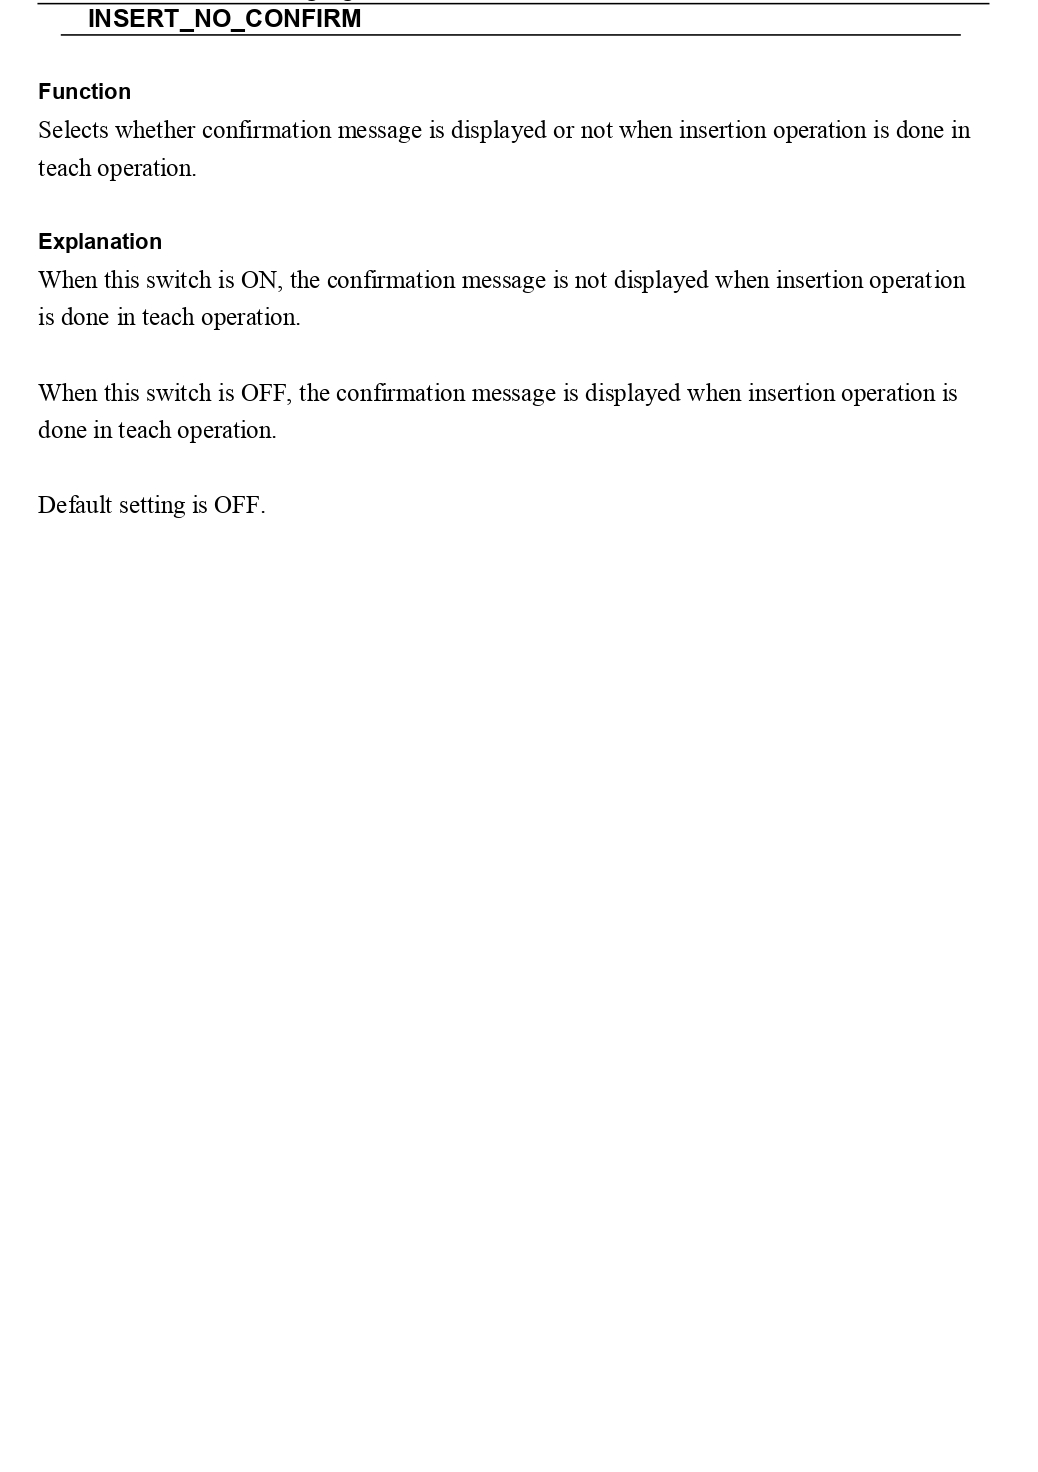 INSERT_NO_CONFIRM
Function
Selects whether confirmation message is displayed or not when insertion operation is done in
teach operation.
Explanation
When this switch is ON, the confirmation message is not displayed when insertion operation
is done in teach operation.
When this switch is OFF, the confirmation message is displayed when insertion operation is
done in teach operation.
Default setting is OFF.